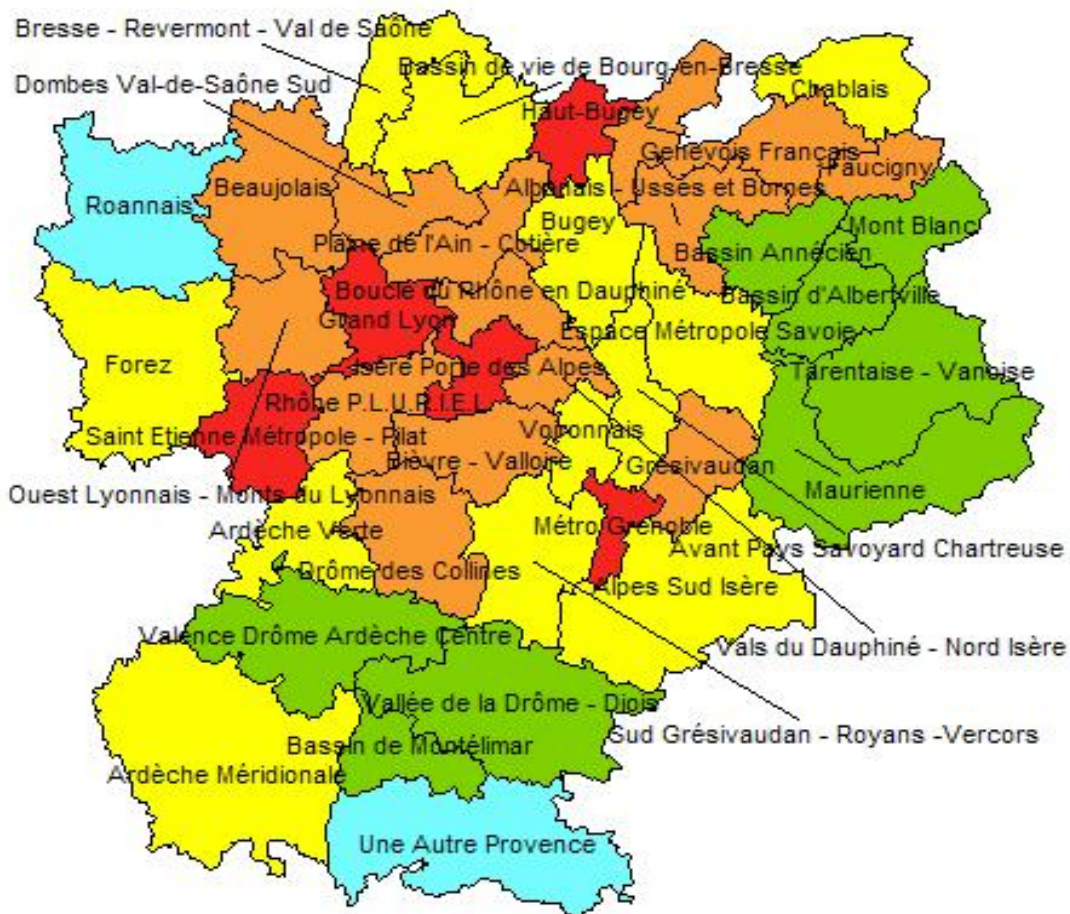 Bresse - Revermont - Val de Saône
Bassin de vie de Bourg-en-Bresse
Dombes Val-de-Saône Sud
Chablais
Haut-Bugey
Genevois Français
Faucigny
Beaujolais
Albanais - Usses et Bornes
Roannais
Bugey
Mont Blanc
Plaine de l'Ain - Cotière
Bassin Annécien
Boucle du Rhône en Dauphiné
Bassin d'Albertville
Grand Lyon
Espace Métropole Savoie
Forez
Isère Porte des Alpes
Tarentaise - Vanoise
Rhône P.L.U.R.I.E.L
Saint Etienne Métropole - Pilat
Voironnais
Bièvre - Valloire
Grésivaudan
Ouest Lyonnais - Monts du Lyonnais
Maurienne
Ardèche Verte
Métro Grenoble
Avant Pays Savoyard Chartreuse
Drôme des Collines
Alpes Sud Isère
Valence Drôme Ardèche Centre
Vals du Dauphiné - Nord Isère
Vallée de la Drôme - Diois
Sud Grésivaudan - Royans -Vercors
Bassin de Montélimar
Ardèche Méridionale
Une Autre Provence